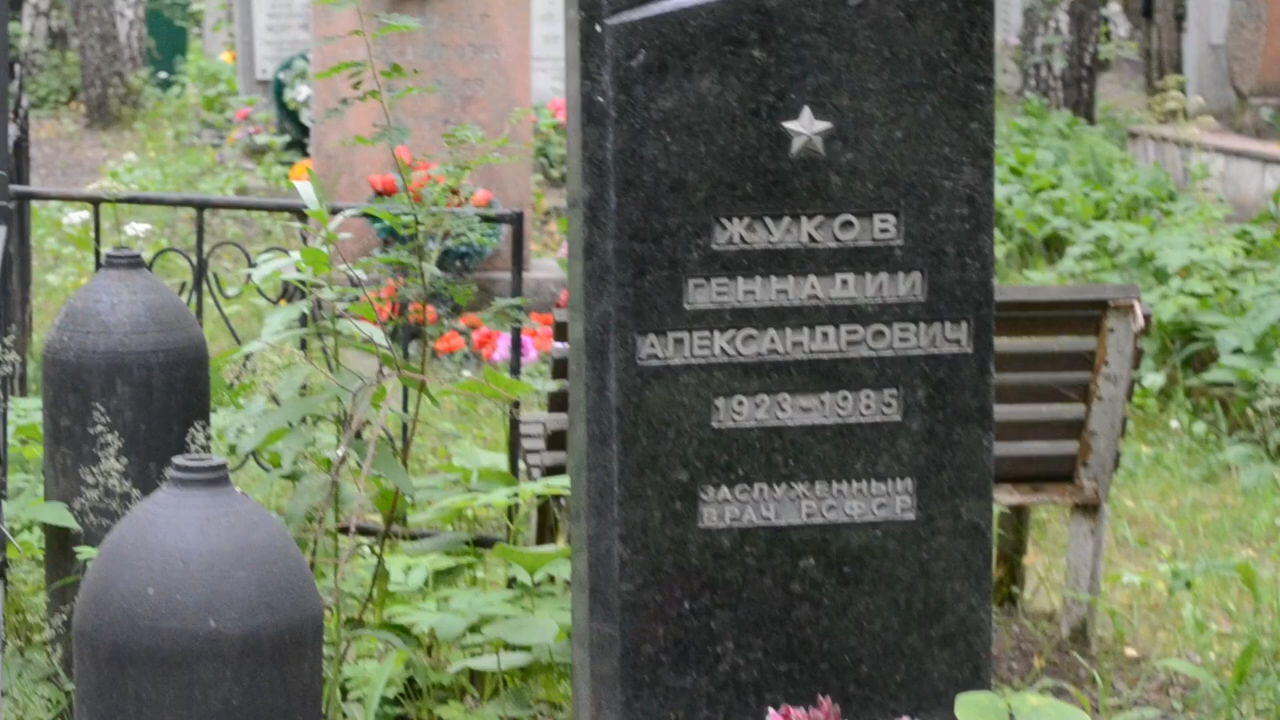 ЖУКОВ
ГЕННАДИИ
АЛЕКСАНДРОВИЧ
1923-1985
ЗАСЛУЖЕННЫЙ
ВРАЧ РСФСР